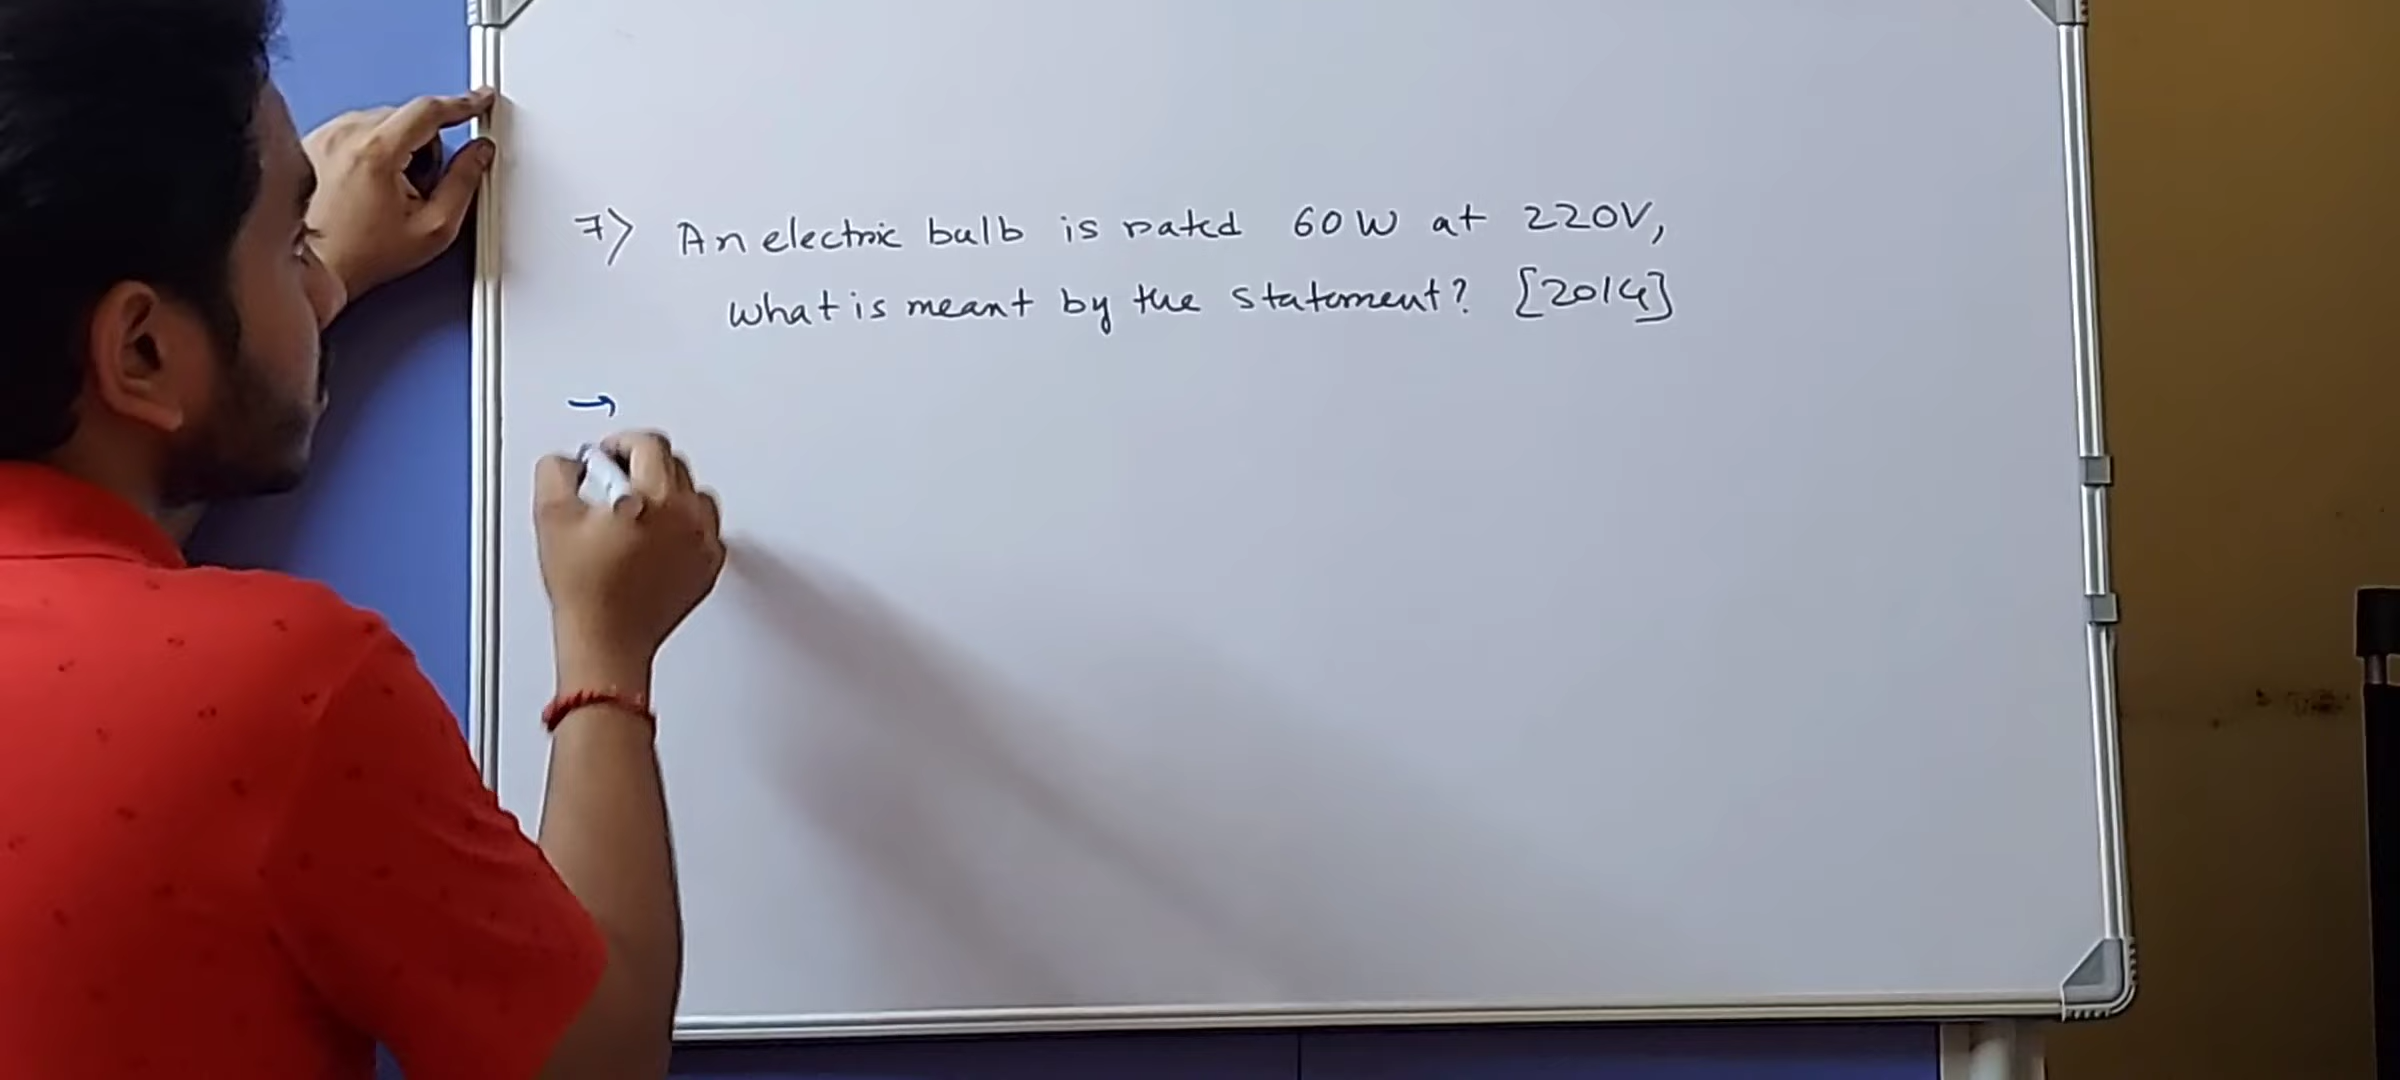 7) An electric bulb is rated 60W at 220V,
What is meant by the statement? [2014]
→